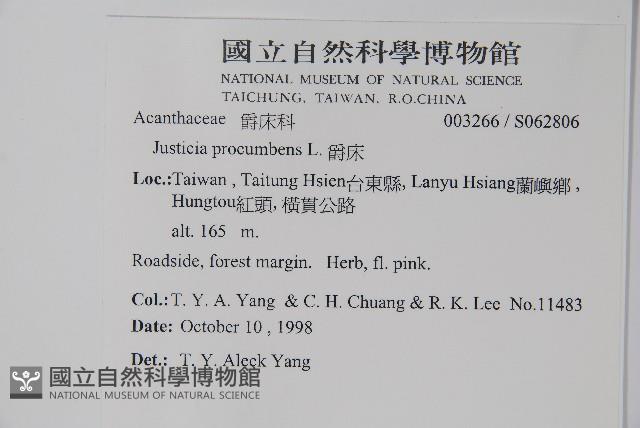 國立自然科學博物館
NATIONAL MUSEUM OF NATURAL SCIENCE
TAICHUNG, TAIWAN, R.O.CHINA
Acanthaceae 爵床科 003266 / S062806
Justicia procumbens L. 爵床
Loc.:Taiwan , Taitung Hsien台東縣, Lanyu Hsiang蘭嶼鄉 ,
Hungtou紅頭, 橫貫公路
alt. 165 m.
Roadside, forest margin. Herb, fl. pink.
Col.: T. Y. A. Yang & C. H. Chuang & R. K. Lee No.11483
Date: October 10 , 1998
Det.: T. Y. Aleck Yang
國立自然科學博物館
NATIONAL MUSEUM OF NATURAL SCIENCE